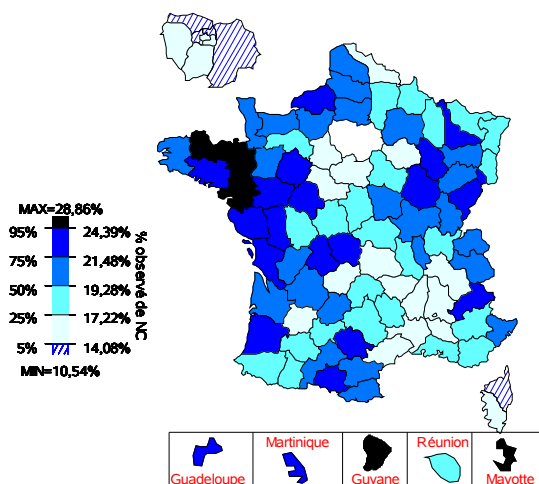 MAX=28,86%
95% 24,39%
75% 21,48%
50% 19,28%
25% 17,22%
5% 14,08%
MIN=10,54%
% observé de NC
Guadeloupe
Martinique
Guyane
Réunion
Mayotte